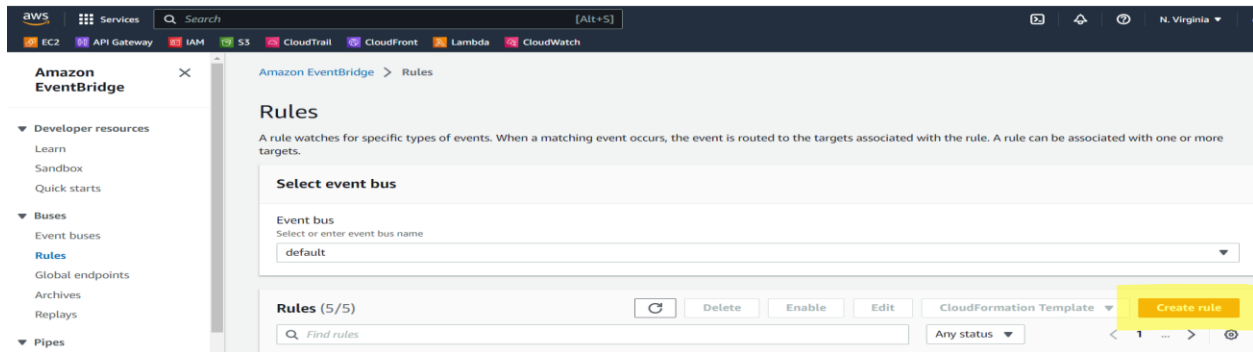 aws Services Search [Alt+S] N. Virginia
EC2 API Gateway IAM S3 CloudTrail CloudFront Lambda CloudWatch
Amazon EventBridge
Developer resources
Learn
Sandbox
Quick starts
Buses
Event buses
Rules
Global endpoints
Archives
Replays
Pipes
Amazon EventBridge > Rules
Rules
A rule watches for specific types of events. When a matching event occurs, the event is routed to the targets associated with the rule. A rule can be associated with one or more
targets.
Select event bus
Event bus
Select or enter event bus name
default
Rules (5/5) Delete Enable Edit CloudFormation Template Create rule
Find rules Any status < 1 ... >